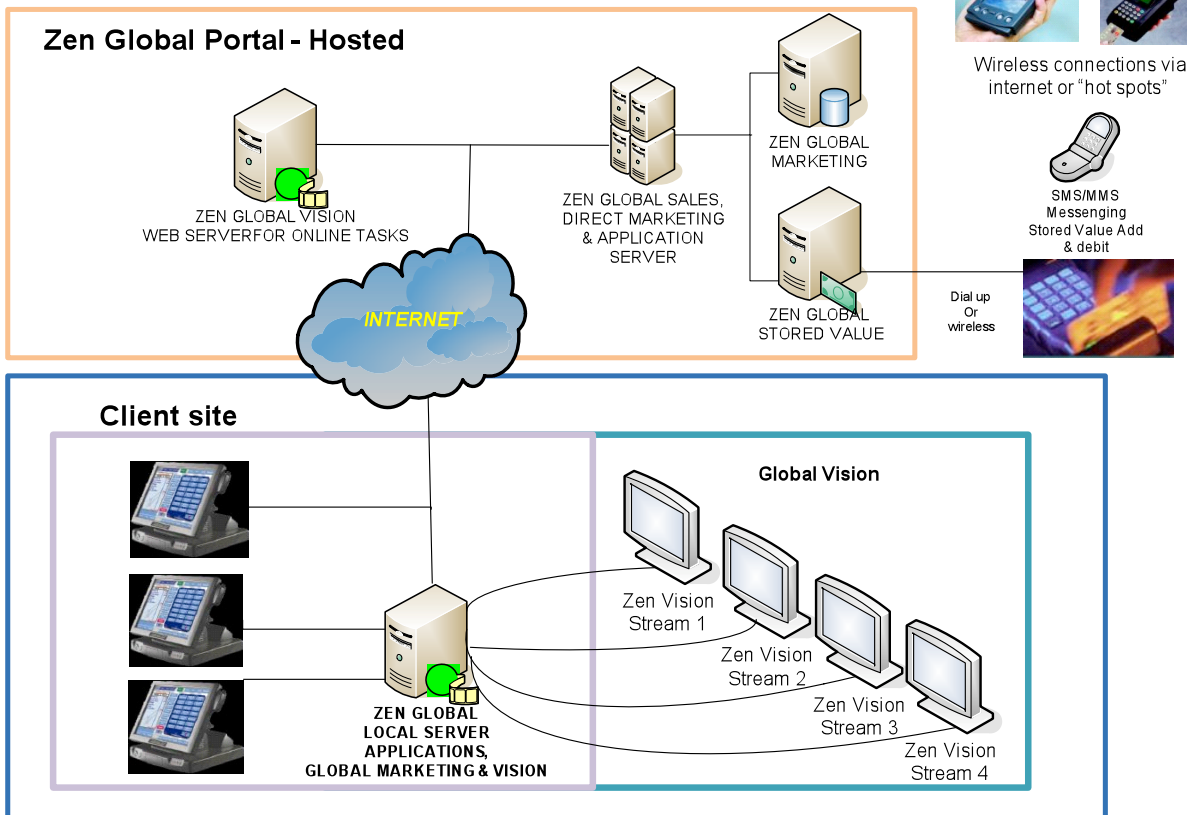 Zen Global Portal - Hosted
Wireless connections via
internet or “hot spots”
ZEN GLOBAL VISION
WEB SERVERFOR ONLINE TASKS
ZEN GLOBAL SALES,
DIRECT MARKETING
& APPLICATION
SERVER
ZEN GLOBAL
MARKETING
ZEN GLOBAL
STORED VALUE
SMS/MMS
Messenging
Stored Value Add
& debit
Dial up
Or
wireless
INTERNET
Client site
Global Vision
Zen Vision
Stream 1
Zen Vision
Stream 2
Zen Vision
Stream 3
Zen Vision
Stream 4
ZEN GLOBAL
LOCAL SERVER
APPLICATIONS,
GLOBAL MARKETING & VISION